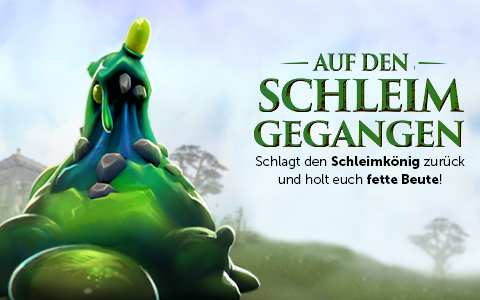 AUF DEN
SCHLEIM
GEGANGEN
Schlagt den Schleimkönig zurück
und holt euch fette Beute!